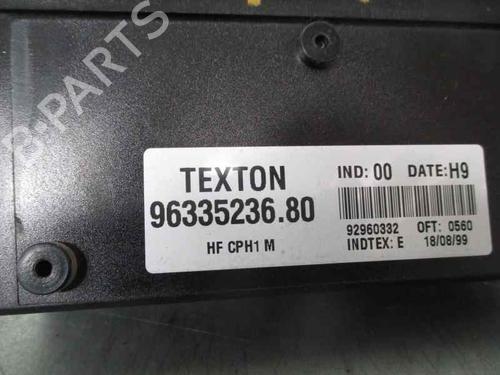 B-PARTS
TEXTON
96335236.80
HF CPH1 M
IND: 00 DATE: H9
92960332 OFT: 0560
INDTEX: E 18/08/99